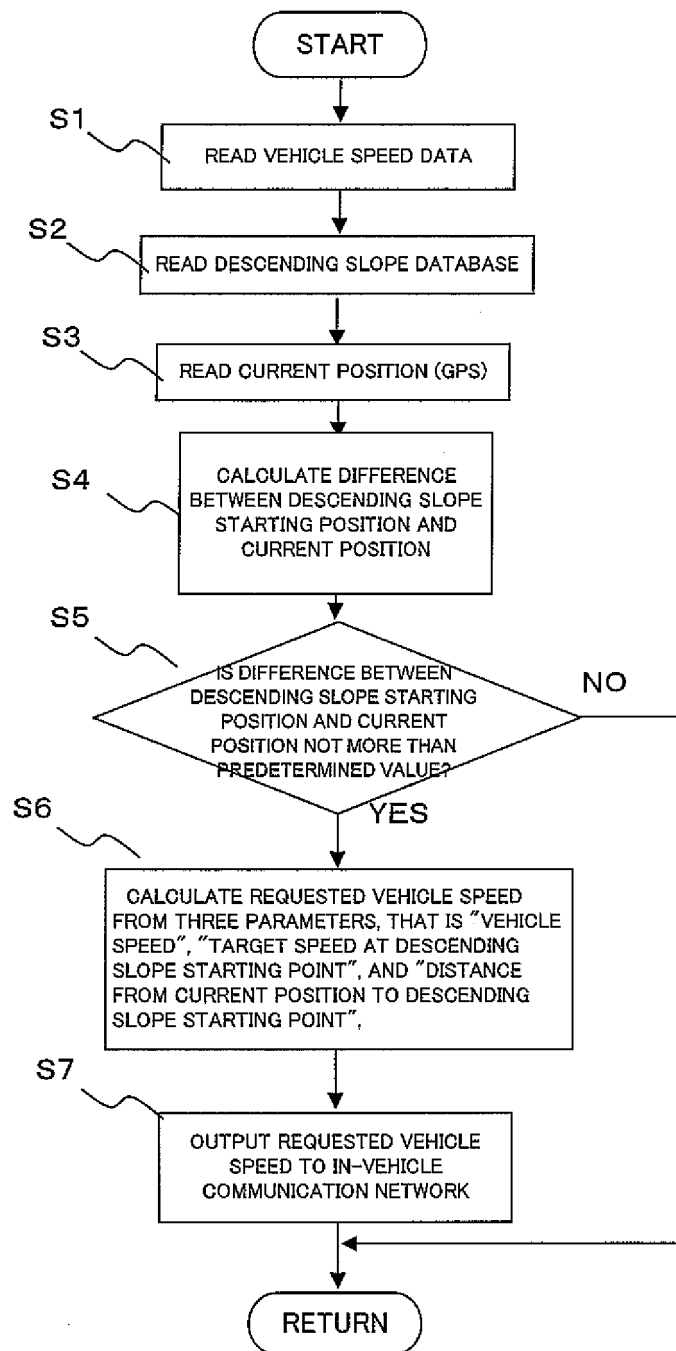 START
S1
READ VEHICLE SPEED DATA
S2
READ DESCENDING SLOPE DATABASE
S3
READ CURRENT POSITION (GPS)
S4
CALCULATE DIFFERENCE
BETWEEN DESCENDING SLOPE
STARTING POSITION AND
CURRENT POSITION
S5
IS DIFFERENCE BETWEEN
DESCENDING SLOPE STARTING
POSITION AND CURRENT
POSITION NOT MORE THAN
PREDETERMINED VALUE?
NO
YES
S6
CALCULATE REQUESTED VEHICLE SPEED
FROM THREE PARAMETERS, THAT IS "VEHICLE
SPEED", "TARGET SPEED AT DESCENDING
SLOPE STARTING POINT", AND "DISTANCE
FROM CURRENT POSITION TO DESCENDING
SLOPE STARTING POINT",
S7
OUTPUT REQUESTED VEHICLE
SPEED TO IN-VEHICLE
COMMUNICATION NETWORK
RETURN